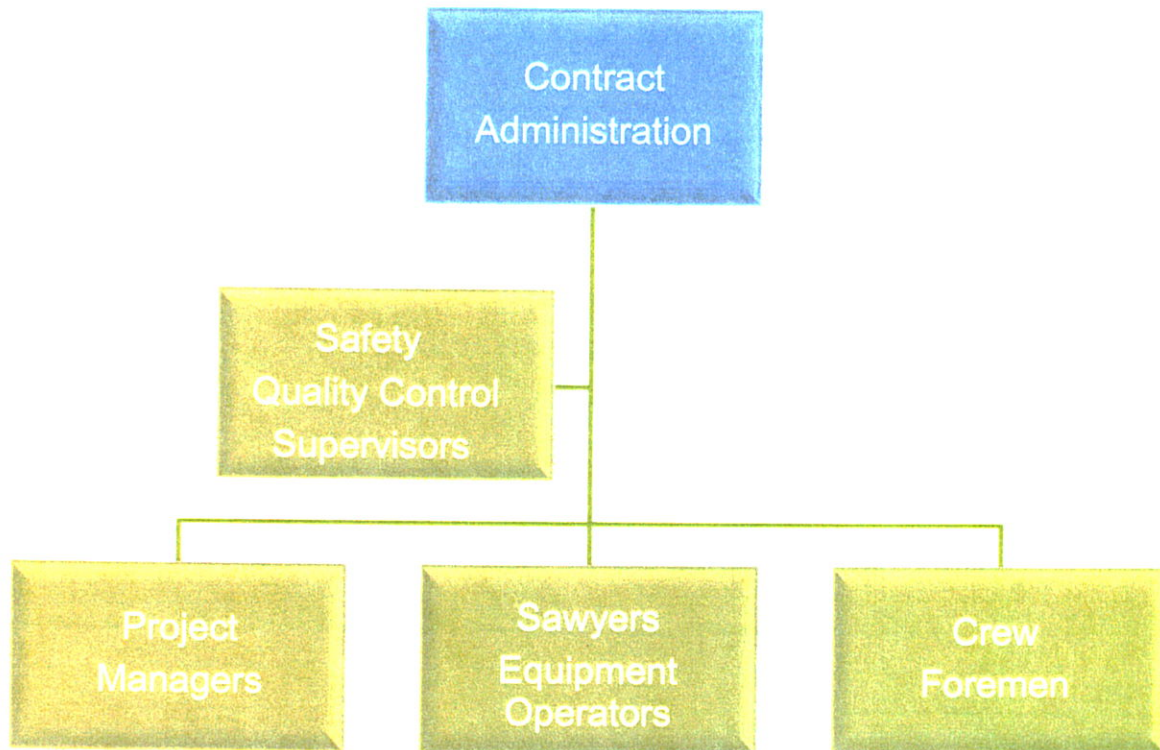 Contract
Administration
Safety
Quality Control
Supervisors
Project
Managers
Sawyers
Equipment
Operators
Crew
Foremen